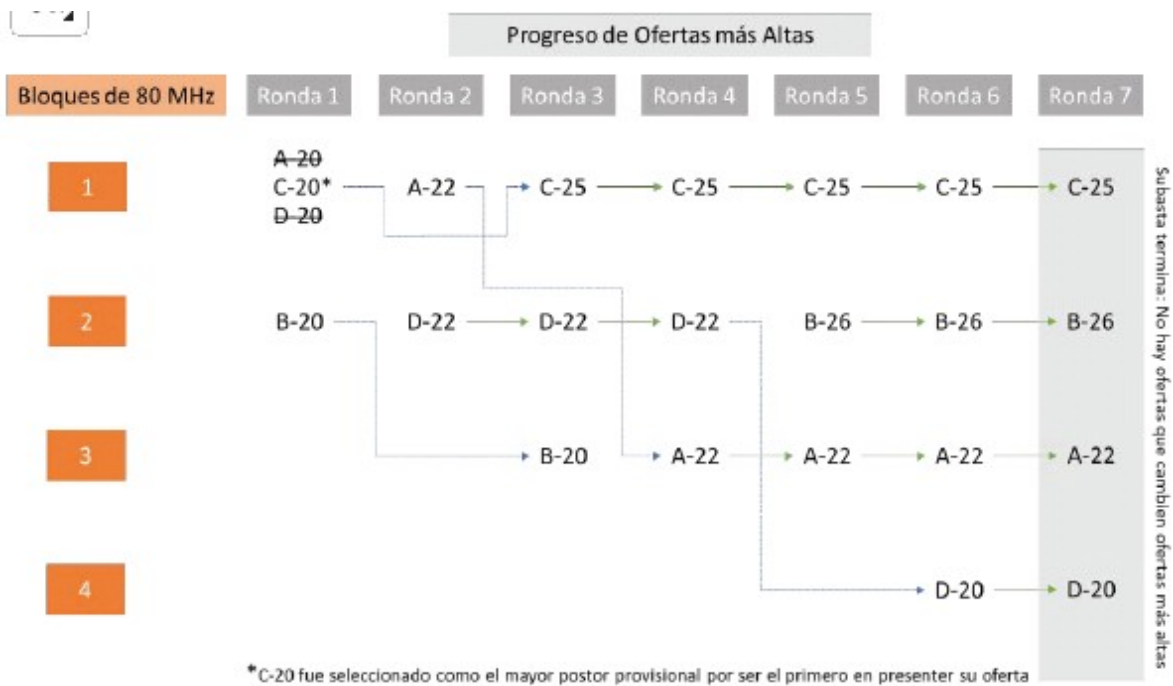 Progreso de Ofertas más Altas
Bloques de 80 MHz Ronda 1 Ronda 2 Ronda 3 Ronda 4 Ronda 5 Ronda 6 Ronda 7
A-20
1 C-20* A-22 C-25 C-25 C-25 C-25 C-25
D-20
2 B-20 D-22 D-22 D-22 B-26 B-26 B-26
3 B-20 A-22 A-22 A-22 A-22
4 D-20 D-20
Subasta termina: No hay ofertas que cambien ofertas más altas
*C-20 fue seleccionado como el mayor postor provisional por ser el primero en presenter su oferta